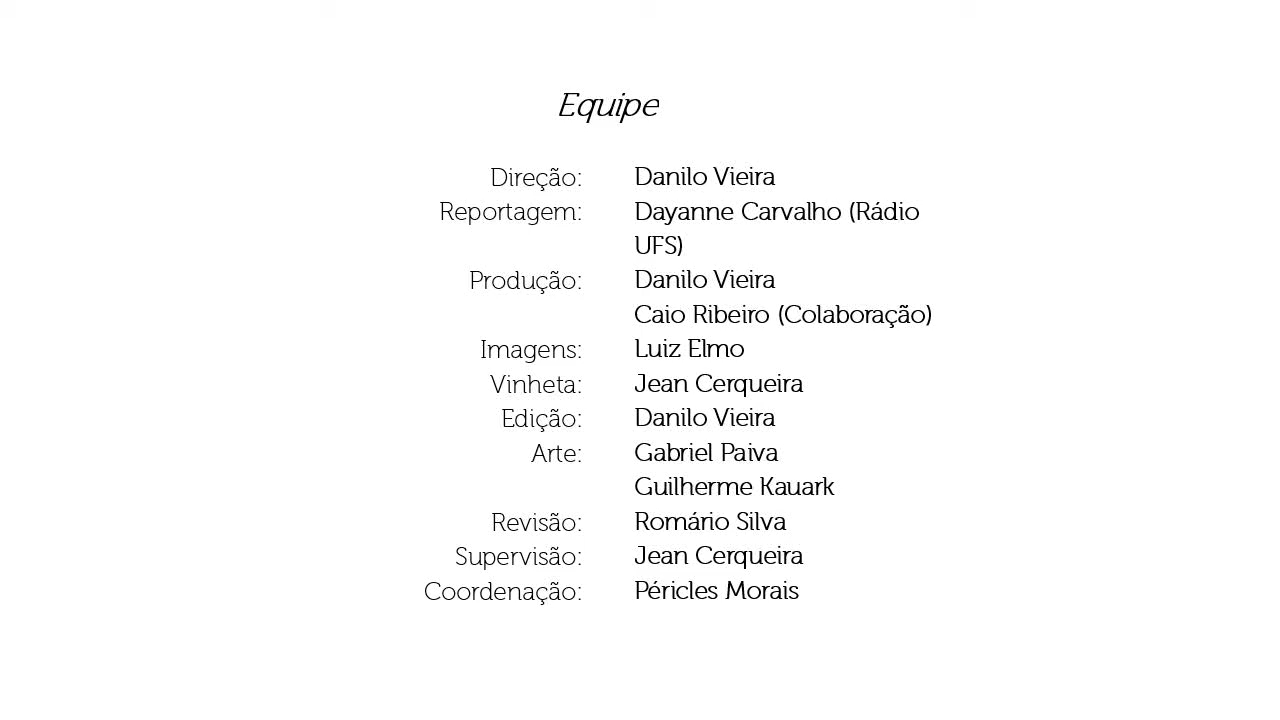 Equipe
Direção: Danilo Vieira
Reportagem: Dayanne Carvalho (Rádio
UFS)
Produção: Danilo Vieira
Caio Ribeiro (Colaboração)
Imagens: Luiz Elmo
Vinheta: Jean Cerqueira
Edição: Danilo Vieira
Arte: Gabriel Paiva
Guilherme Kauark
Revisão: Romário Silva
Supervisão: Jean Cerqueira
Coordenação: Péricles Morais